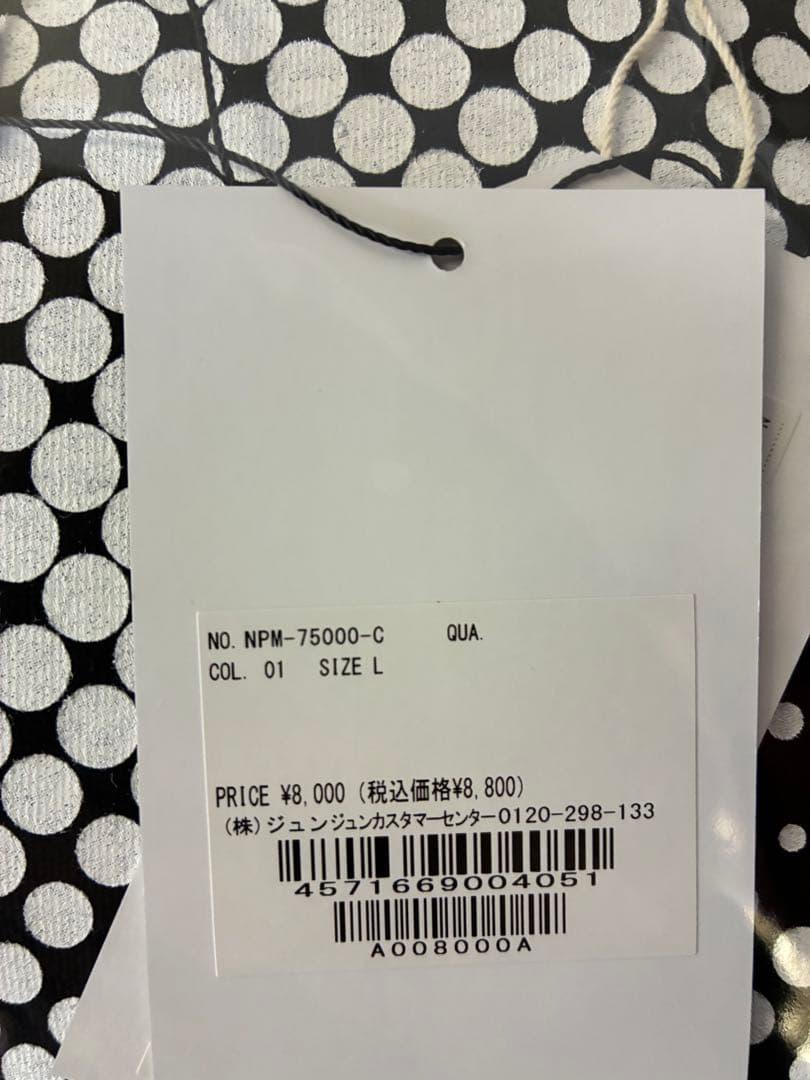 NO. NPM-75000-C QUA.
COL. 01 SIZE L
PRICE ¥8,000 (税込価格¥8,800)
(株)ジュンジュンカスタマーセンター0120-298-133
4571669004051
A008000A